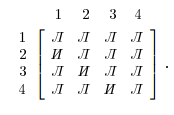 1 2 3 4
1 Л Л Л Л
2 И Л Л Л
3 Л И Л Л
4 Л Л И Л .